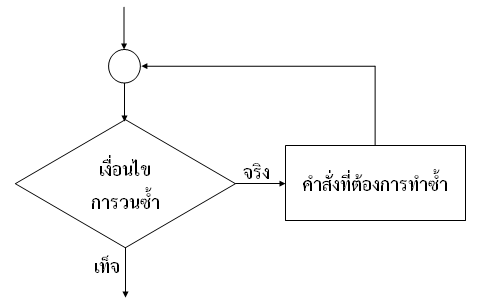 เงื่อนไข
การวนซ้ำ
จริง
คำสั่งที่ต้องการทำซ้ำ
เท็จ